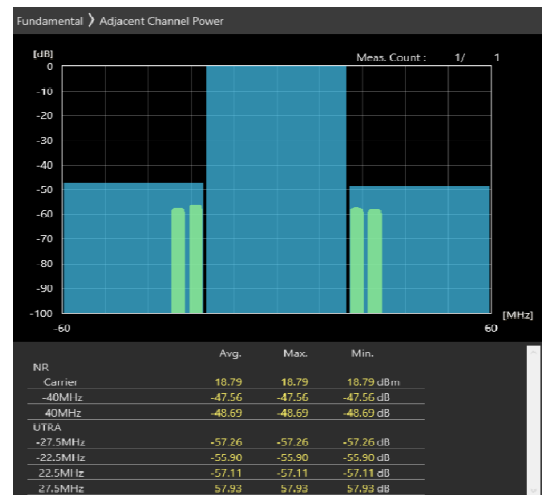 Fundamental ❯ Adjacent Channel Power
[dB]
Meas. Count : 1/ 1
0
-10
-20
-30
-40
-50
-60
-70
-80
-90
-100
[MHz]
-60 60
Avg. Max. Min.
NR
Carrier 18.79 18.79 18.79 dBm
-40MHz -47.56 -47.56 -47.56 dB
40MHz -48.69 -48.69 -48.69 dB
UTRA
-27.5MHz -57.26 -57.26 -57.26 dB
-22.5MHz -55.90 -55.90 -55.90 dB
22.5MHz -57.11 -57.11 -57.11 dB
27.5MHz 57.93 57.93 57.93 dB